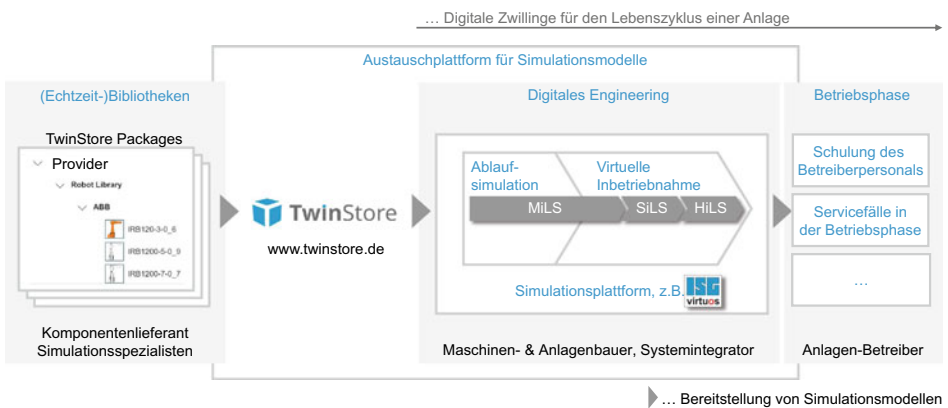 … Digitale Zwillinge für den Lebenszyklus einer Anlage
Austauschplattform für Simulationsmodelle
(Echtzeit-)Bibliotheken
TwinStore Packages
Provider
Robot Library
ABB
IRB120-3-0_6
IRB1200-5-0_9
IRB1200-7-0_7
Komponentenlieferant
Simulationsspezialisten
TwinStore
www.twinstore.de
Digitales Engineering
Ablauf-
simulation
Virtuelle
Inbetriebnahme
MiLS
SiLS
HiLS
Simulationsplattform, z.B.
ISG
virtuos
Maschinen- & Anlagenbauer, Systemintegrator
Betriebsphase
Schulung des
Betreiberpersonals
Servicefälle in
der Betriebsphase
…
Anlagen-Betreiber
… Bereitstellung von Simulationsmodellen